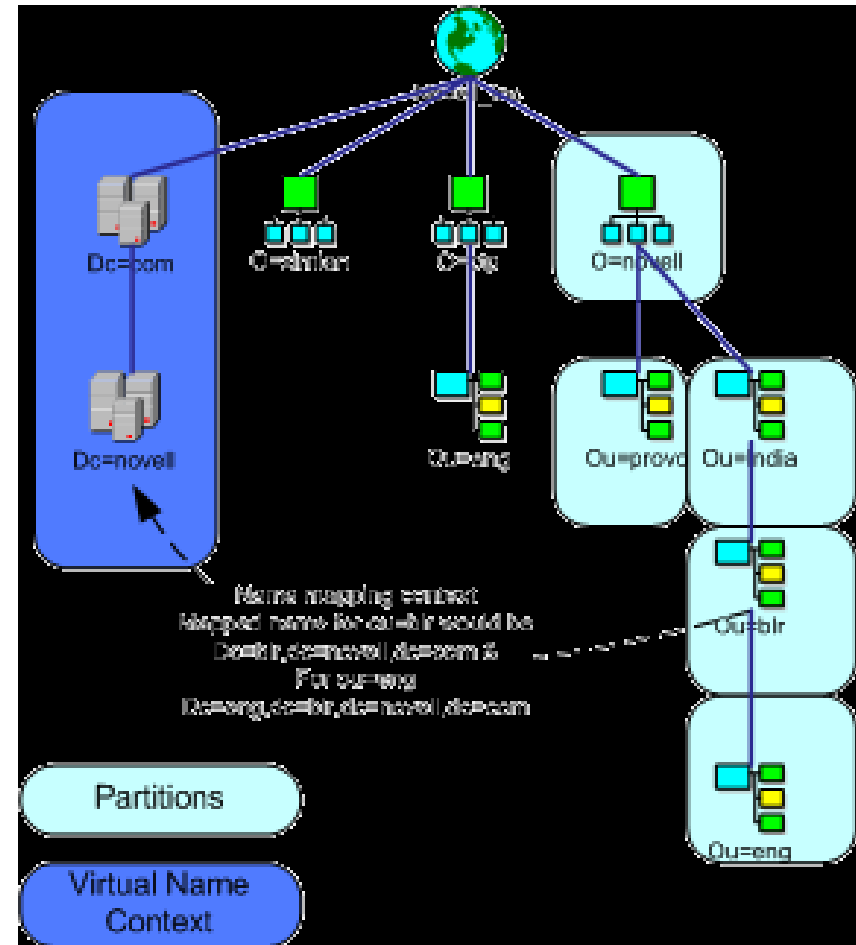 Dc=com
O=novell
Dc=novell
Ou=eng
Ou=provo
Ou=india
Name mapping context
Mapped name for ou=blr would be
Dc=blr,dc=novell,dc=com &
For ou=eng
Dc=eng,dc=blr,dc=novell,dc=com
Ou=blr
Partitions
Ou=eng
Virtual Name
Context